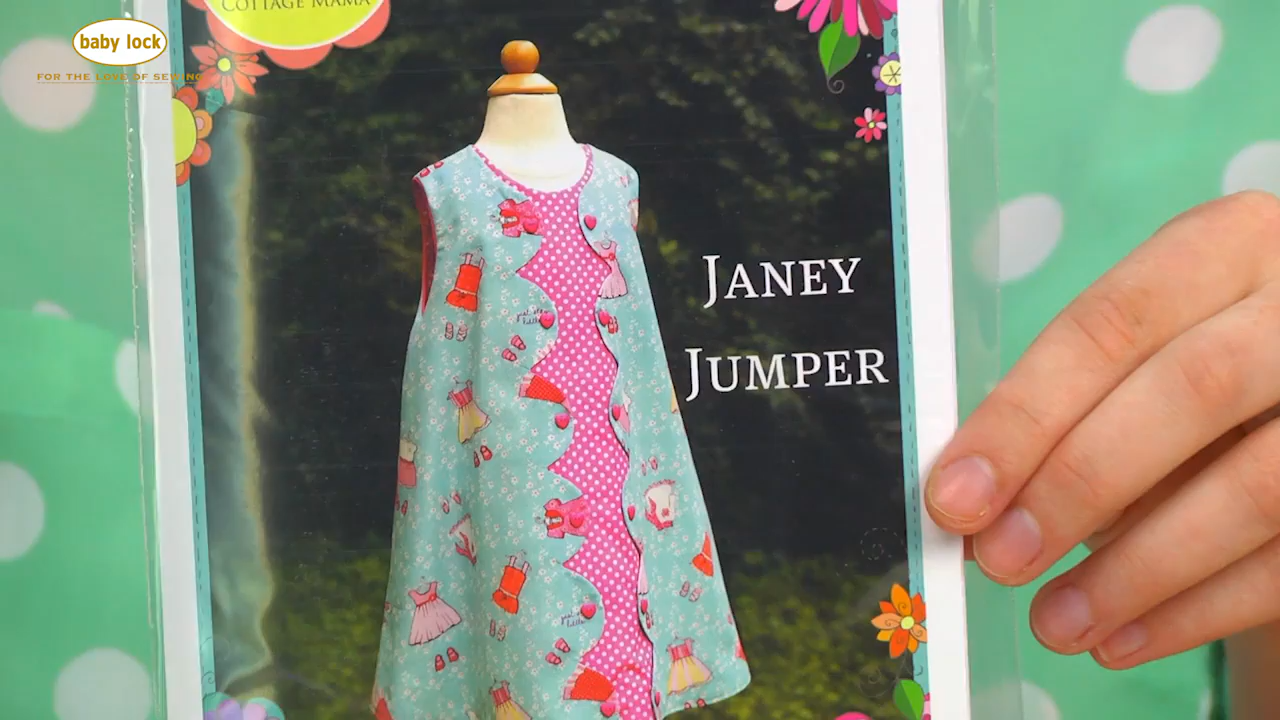 COTTAGE MAMA
baby lock
FOR THE LOVE OF SEWING
JANEY
JUMPER